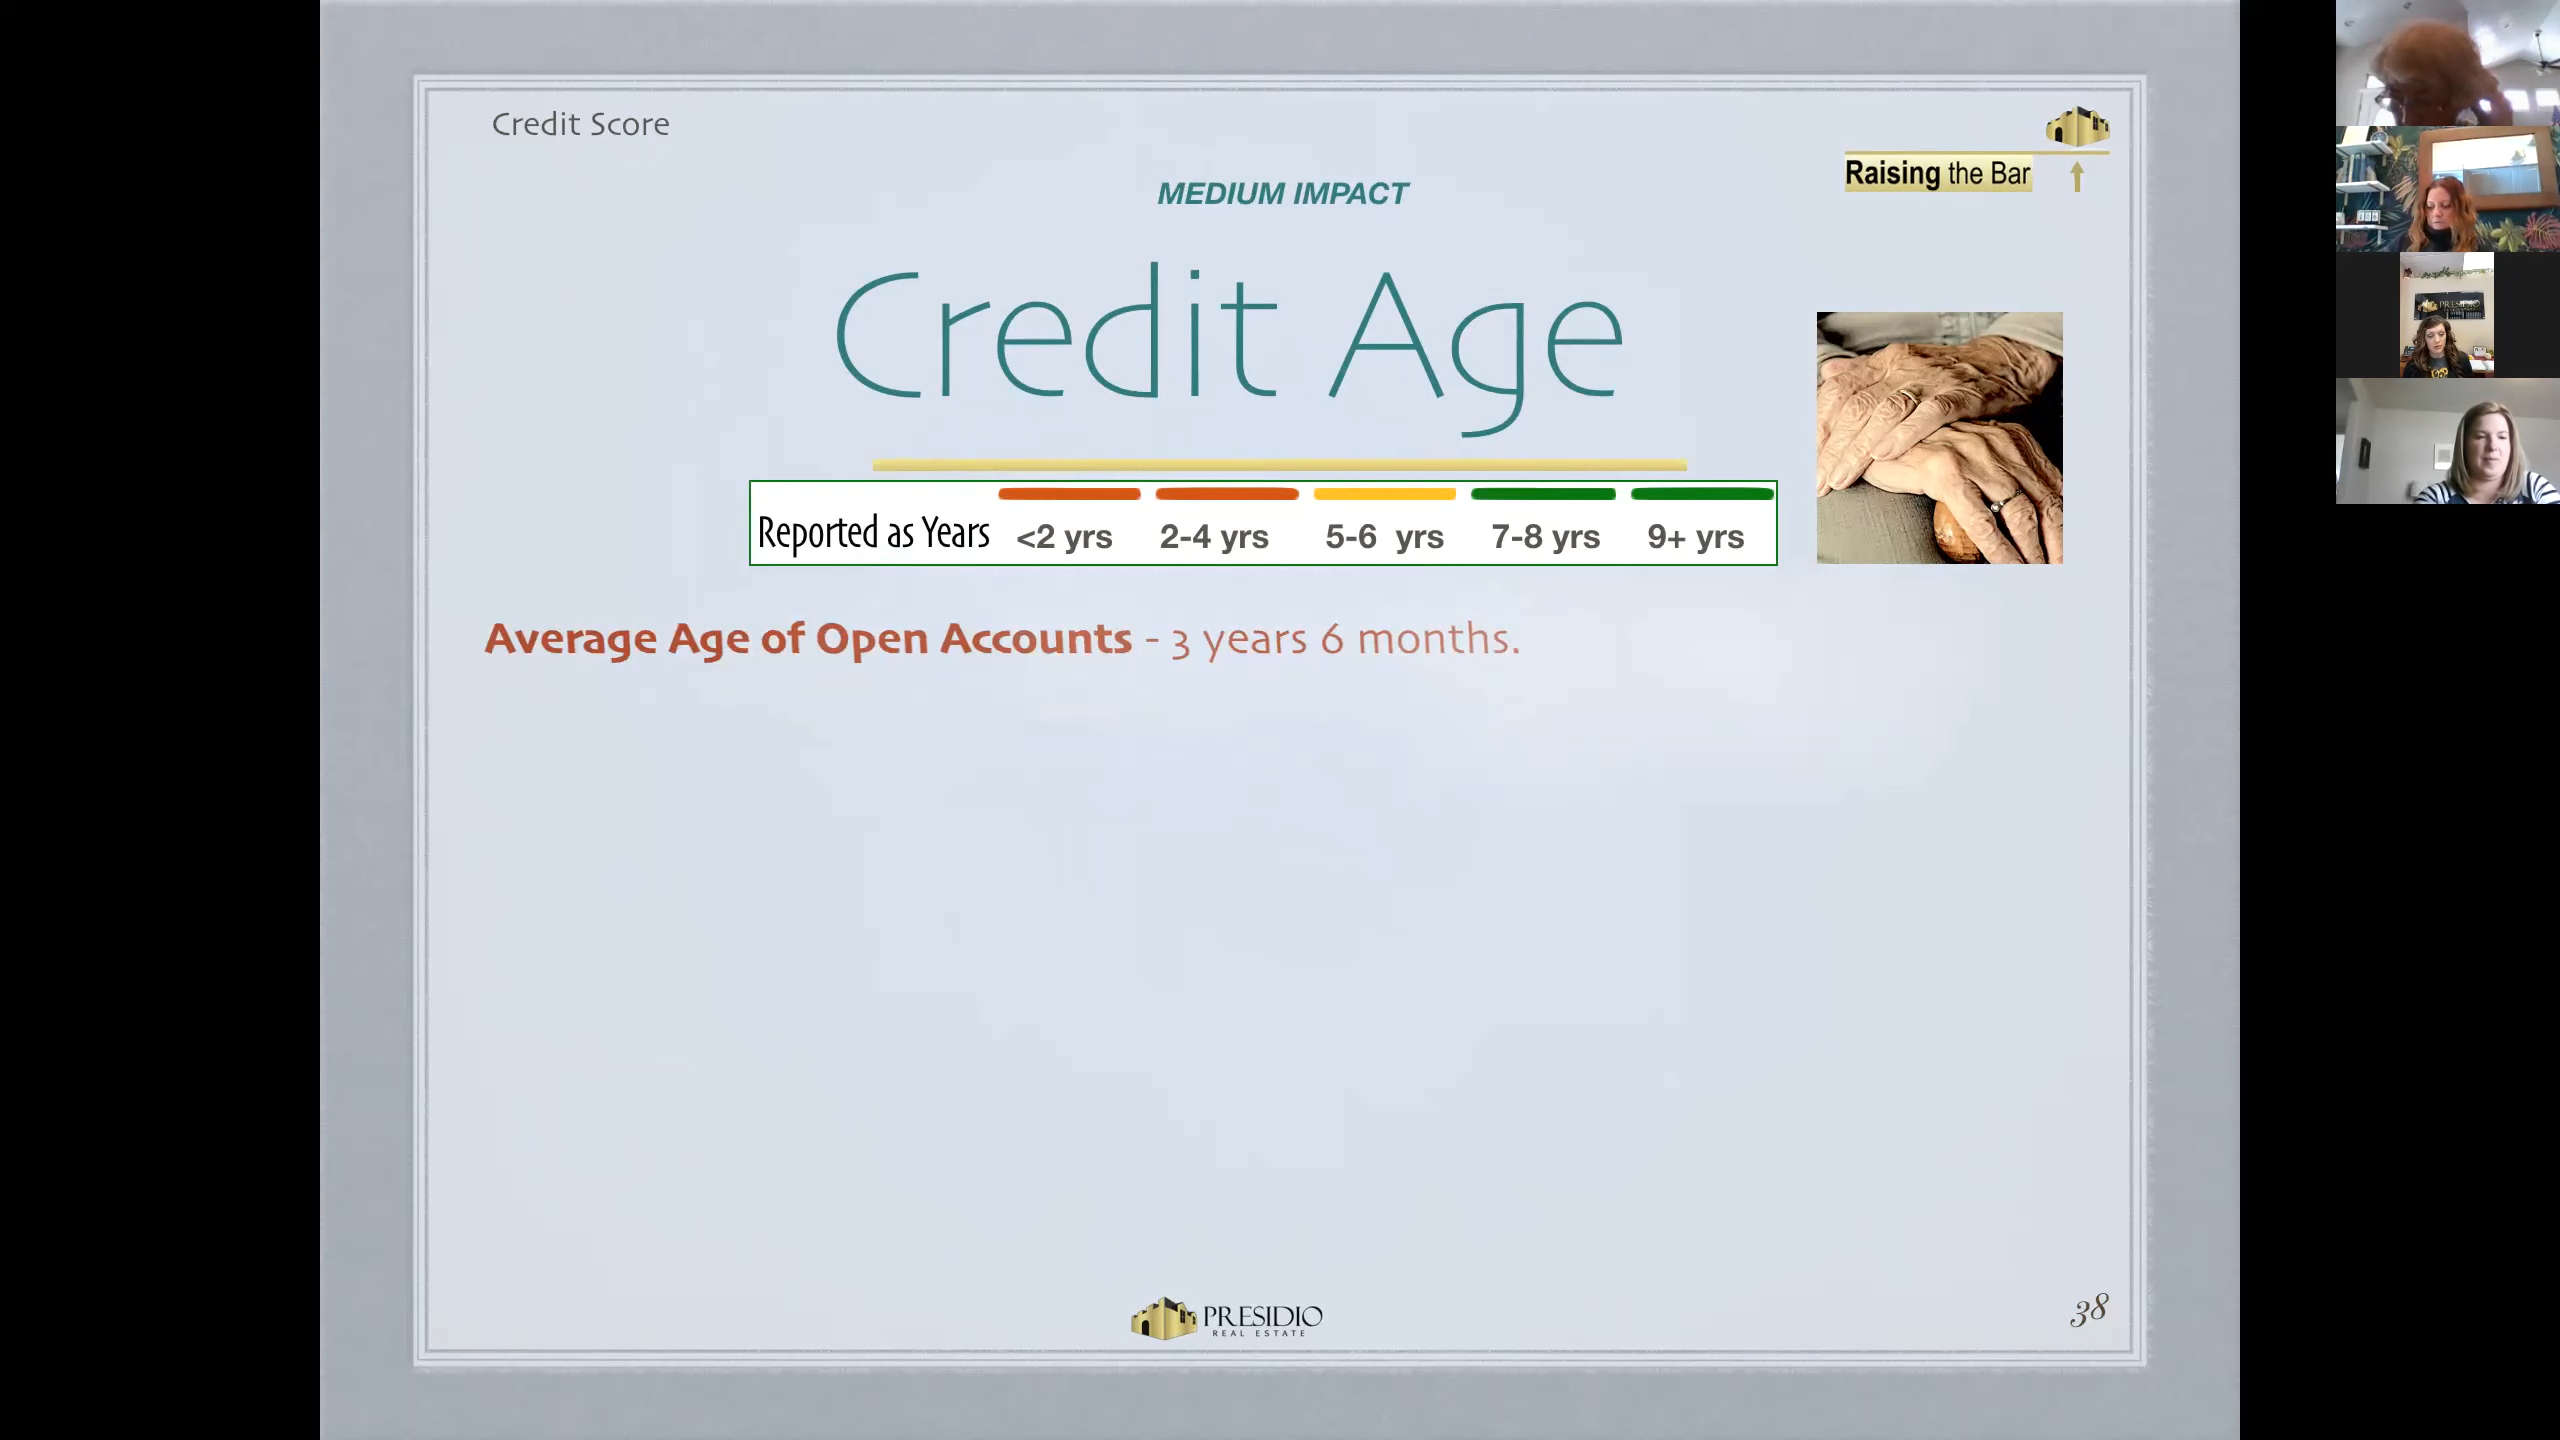 Credit Score
Raising the Bar
MEDIUM IMPACT
Credit Age
Reported as Years <2 yrs 2-4 yrs 5-6 yrs 7-8 yrs 9+ yrs
Average Age of Open Accounts - 3 years 6 months.
PRESIDIO
REAL ESTATE
38
PRESIDIO